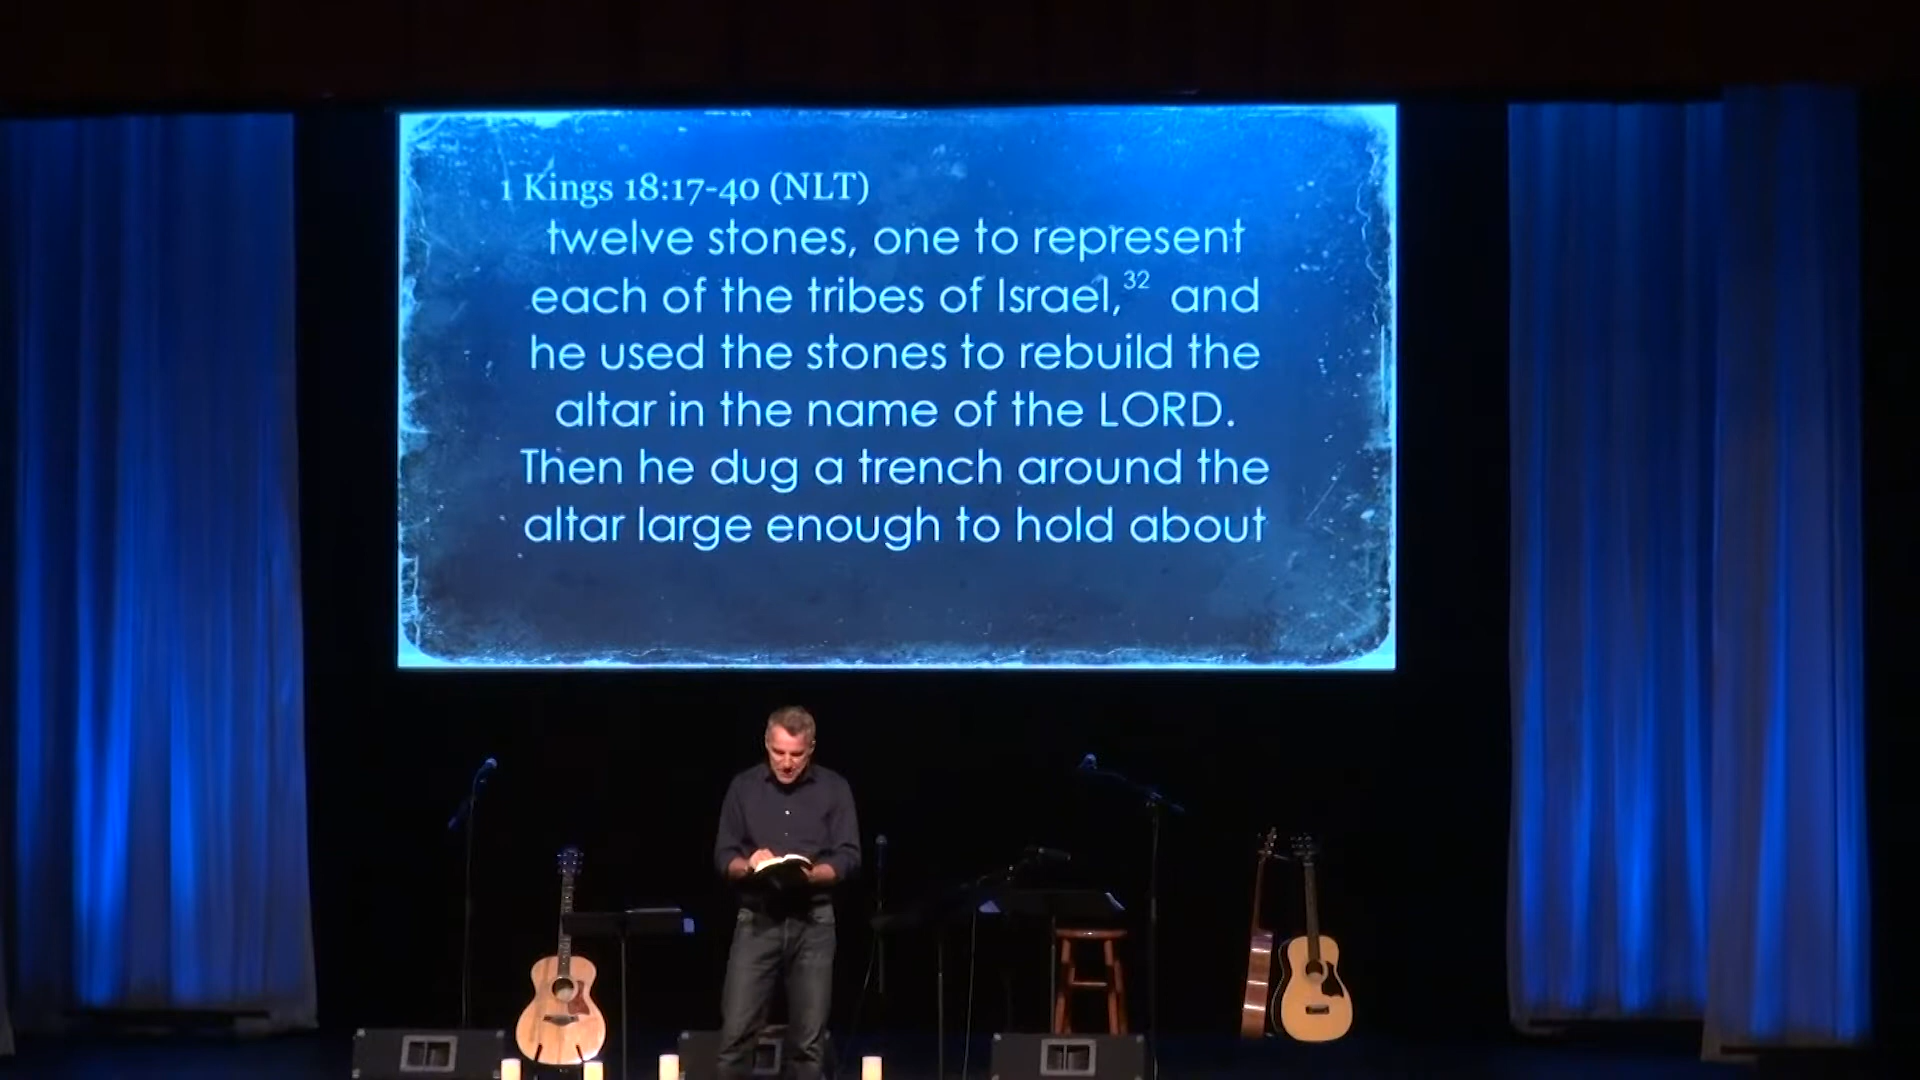 1 Kings 18:17-40 (NLT)
twelve stones, one to represent
each of the tribes of Israel,32 and
he used the stones to rebuild the
altar in the name of the LORD.
Then he dug a trench around the
altar large enough to hold about